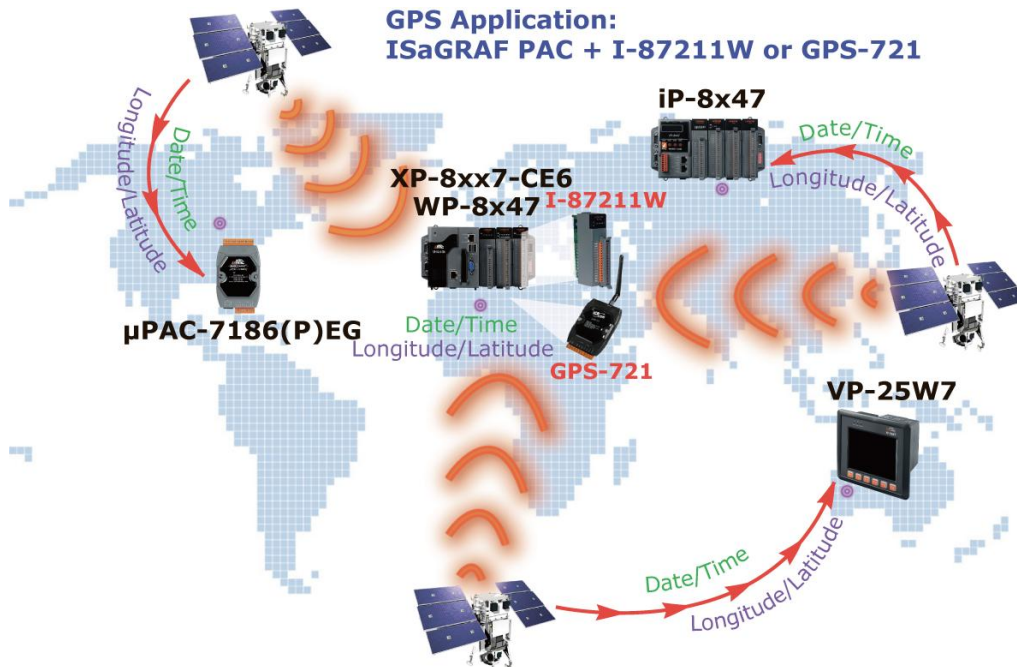 GPS Application:
ISaGRAF PAC + I-87211W or GPS-721
iP-8x47
Date/Time
Longitude/Latitude
Date/Time
Longitude/Latitude
XP-8xx7-CE6
WP-8x47
I-87211W
µPAC-7186(P)EG
Date/Time
Longitude/Latitude
GPS-721
VP-25W7
Date/Time
Longitude/Latitude